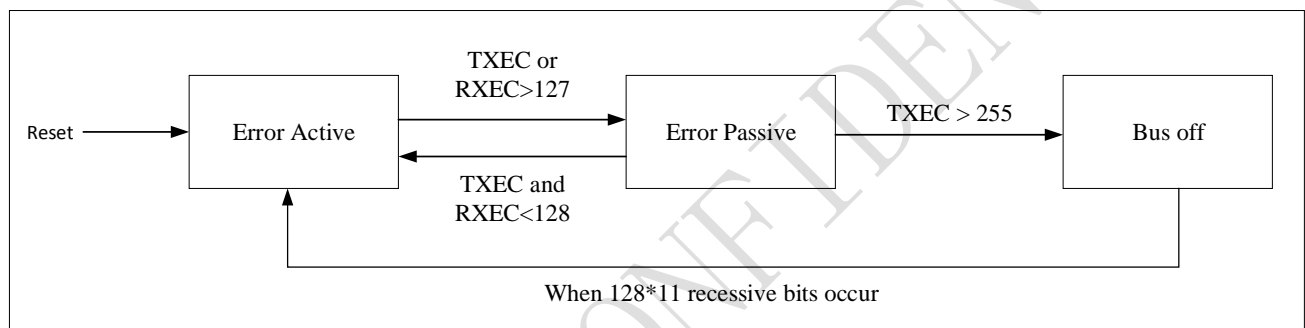 TXEC or
RXEC>127
Reset
Error Active
Error Passive
TXEC > 255
Bus off
TXEC and
RXEC<128
When 128*11 recessive bits occur